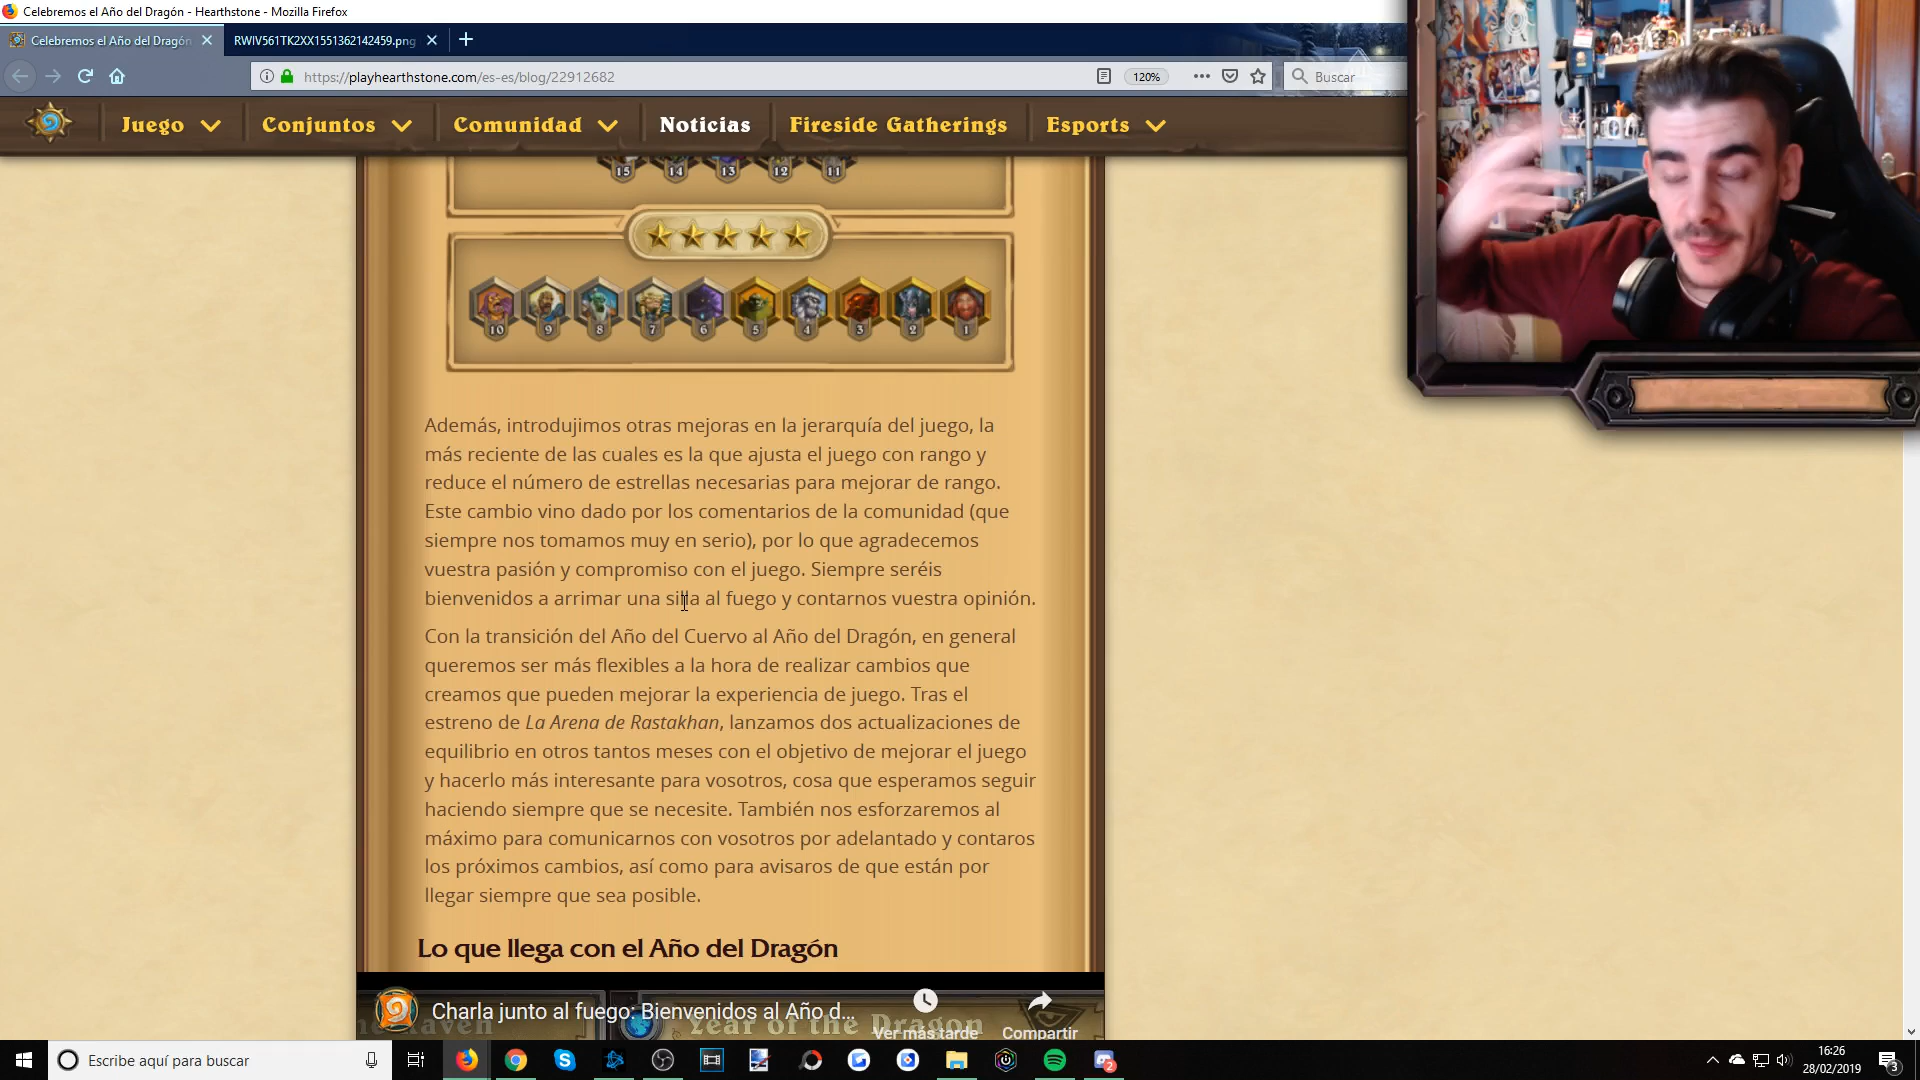 Celebremos el Año del Dragón - Hearthstone - Mozilla Firefox
Celebremos el Año del Dragón
RWIV561TK2XX1551362142459.png
https://playhearthstone.com/es-es/blog/22912682
120%
Buscar
Juego
Conjuntos
Comunidad
Noticias
Fireside Gatherings
Esports
15 14 13 12 11
10 9 8 7 6 5 4 3 2 1
Además, introdujimos otras mejoras en la jerarquía del juego, la
más reciente de las cuales es la que ajusta el juego con rango y
reduce el número de estrellas necesarias para mejorar de rango.
Este cambio vino dado por los comentarios de la comunidad (que
siempre nos tomamos muy en serio), por lo que agradecemos
vuestra pasión y compromiso con el juego. Siempre seréis
bienvenidos a arrimar una silla al fuego y contarnos vuestra opinión.
Con la transición del Año del Cuervo al Año del Dragón, en general
queremos ser más flexibles a la hora de realizar cambios que
creamos que pueden mejorar la experiencia de juego. Tras el
estreno de La Arena de Rastakhan, lanzamos dos actualizaciones de
equilibrio en otros tantos meses con el objetivo de mejorar el juego
y hacerlo más interesante para vosotros, cosa que esperamos seguir
haciendo siempre que se necesite. También nos esforzaremos al
máximo para comunicarnos con vosotros por adelantado y contaros
los próximos cambios, así como para avisaros de que están por
llegar siempre que sea posible.
Lo que llega con el Año del Dragón
Charla junto al fuego: Bienvenidos al Año d...
Year of the Dragon
Ver más tarde
Compartir
Escribe aquí para buscar
2
16:26
28/02/2019
3